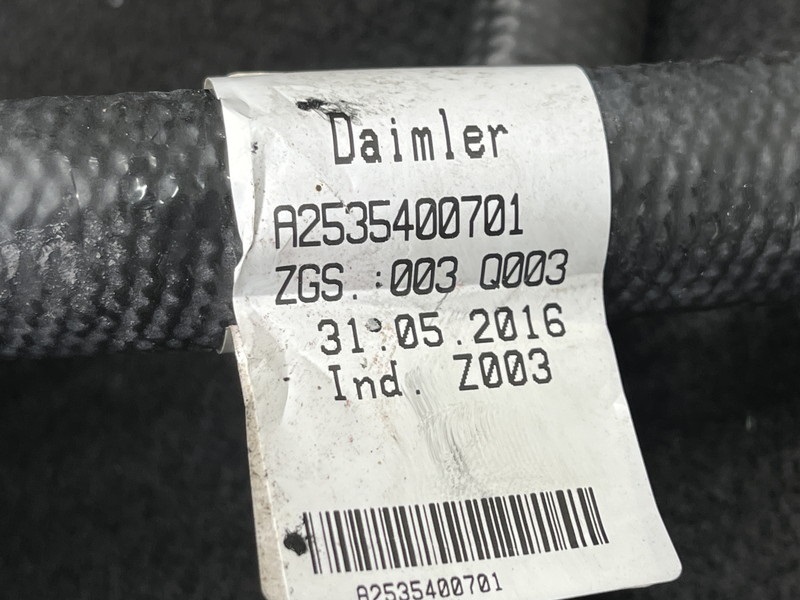 Daimler
A2535400701
ZGS.:003 Q003
31.05.2016
Ind. Z003
A2535400701